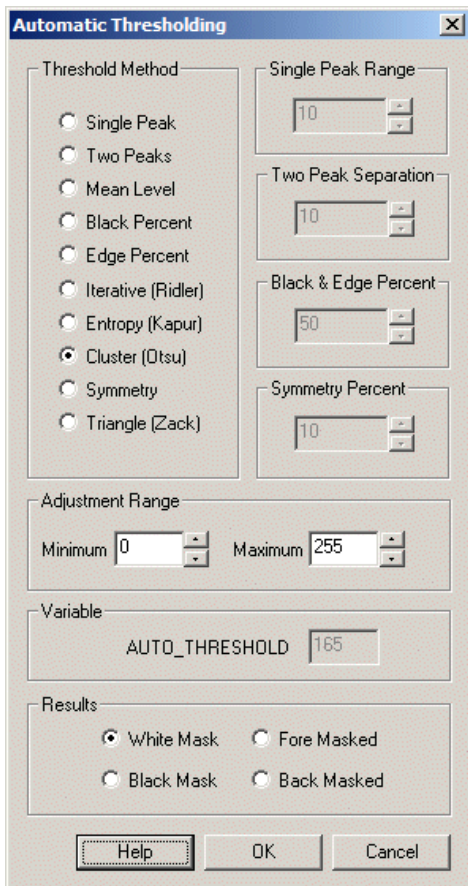 Automatic Thresholding
Threshold Method
Single Peak
Two Peaks
Mean Level
Black Percent
Edge Percent
Iterative (Ridler)
Entropy (Kapur)
Cluster (Otsu)
Symmetry
Triangle (Zack)
Single Peak Range
10
Two Peak Separation
10
Black & Edge Percent
50
Symmetry Percent
10
Adjustment Range
Minimum 0 Maximum 255
Variable
AUTO_THRESHOLD 165
Results
White Mask Fore Masked
Black Mask Back Masked
Help OK Cancel